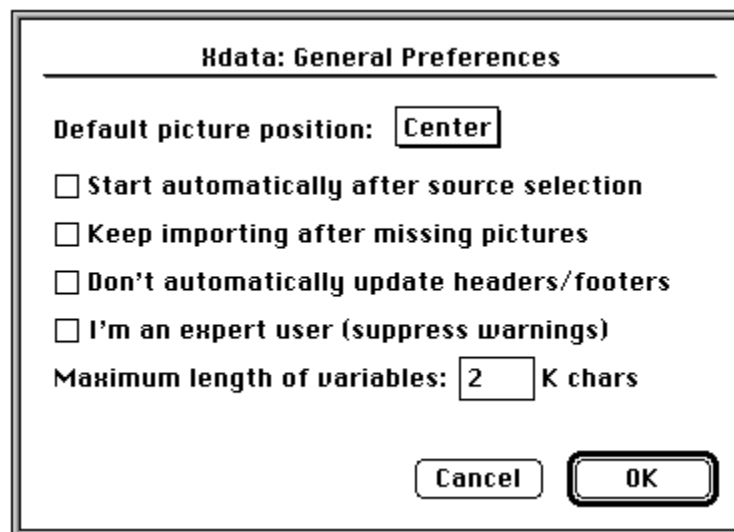 Xdata: General Preferences
Default picture position: Center
Start automatically after source selection
Keep importing after missing pictures
Don't automatically update headers/footers
I'm an expert user (suppress warnings)
Maximum length of variables: 2 K chars
Cancel OK